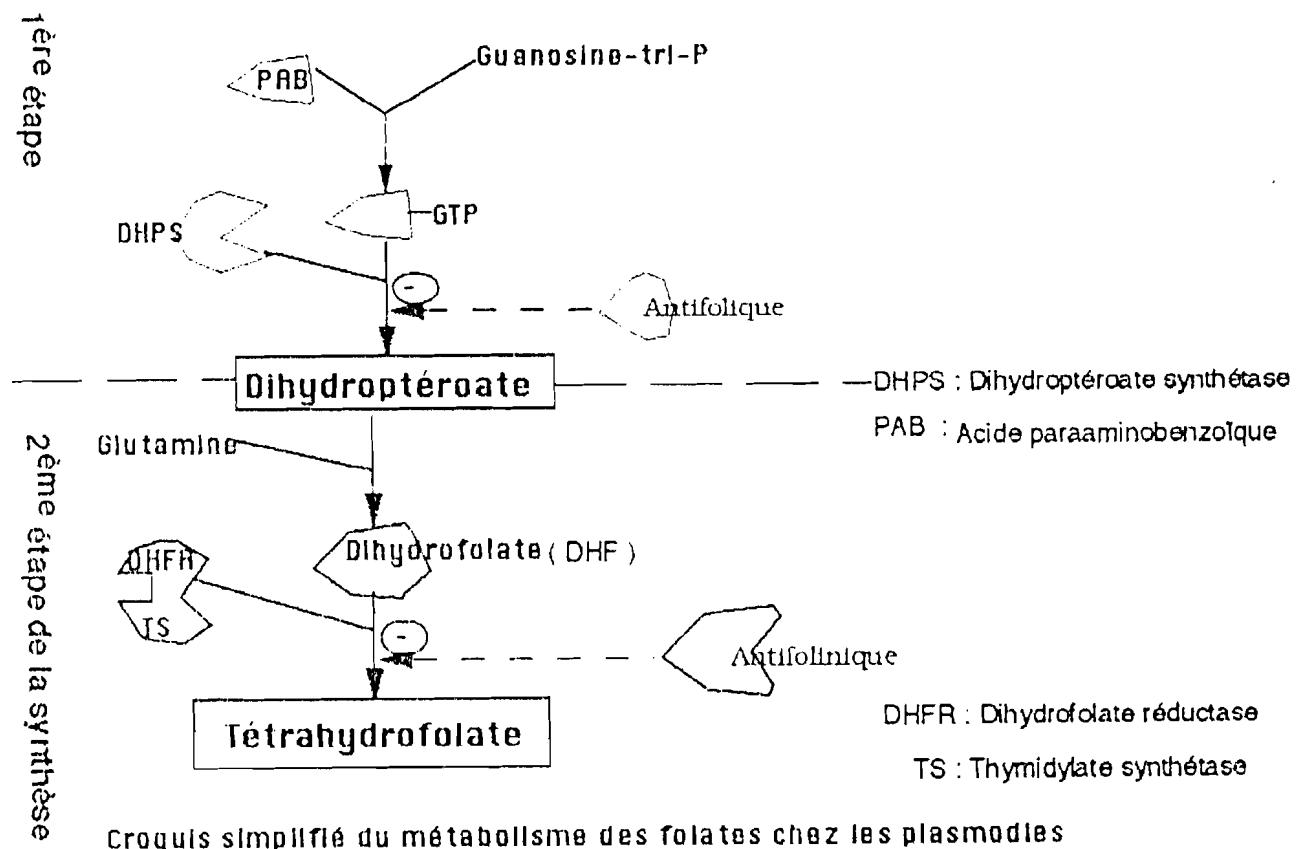 1ère étape
Guanosine-tri-P
PAB
GTP
DHPS
Antifolique
Dihydroptéroate
DHPS : Dihydroptéroate synthétase
PAB : Acide paraaminobenzoïque
2ème étape de la synthèse
Glutamine
Dihydrofolate ( DHF )
DHFR
TS
Antifolinique
Tétrahydrofolate
DHFR : Dihydrofolate réductase
TS : Thymidylate synthétase
Croquis simplifié du métabolisme des folates chez les plasmodies